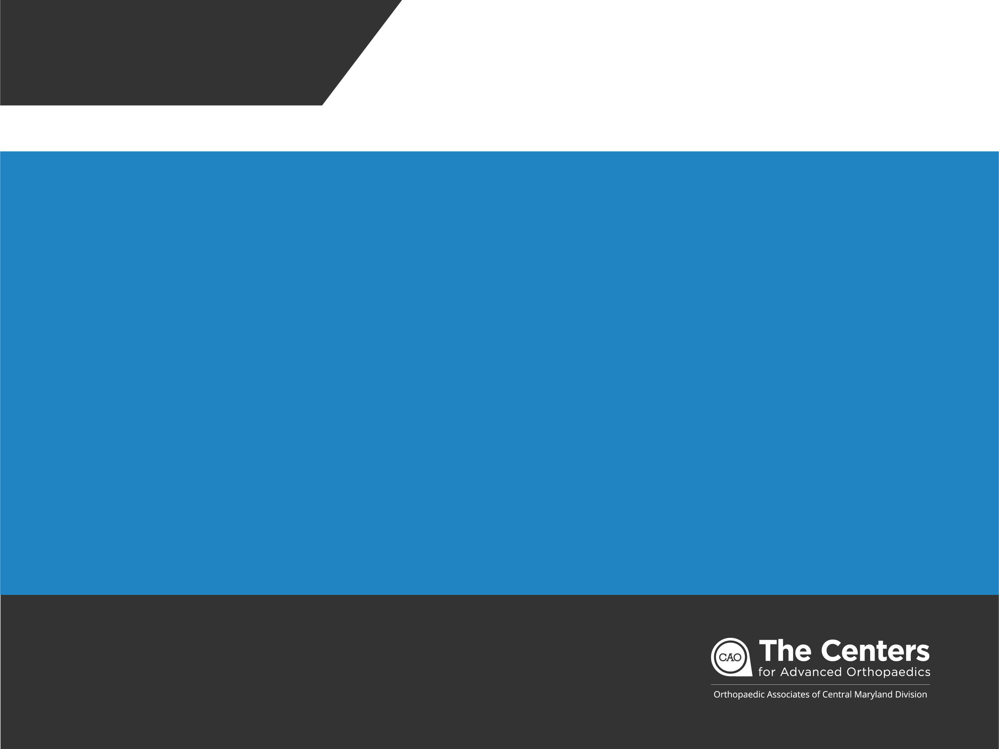 CAO
The Centers
for Advanced Orthopaedics
Orthopaedic Associates of Central Maryland Division